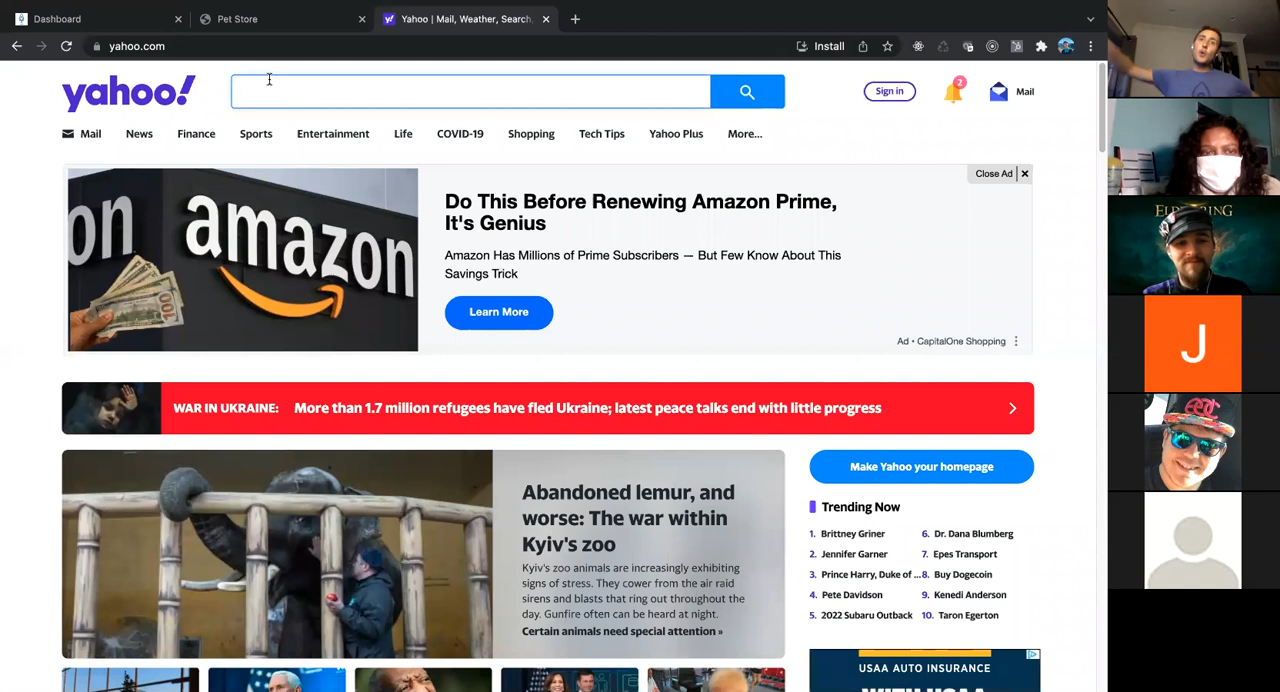 Dashboard
Pet Store
Yahoo | Mail, Weather, Search,
yahoo.com
Install
yahoo!
Sign in
2
Mail
Mail News Finance Sports Entertainment Life COVID-19 Shopping Tech Tips Yahoo Plus More...
Close Ad
on amazon
100
Do This Before Renewing Amazon Prime,
It's Genius
Amazon Has Millions of Prime Subscribers — But Few Know About This
Savings Trick
Learn More
Ad • CapitalOne Shopping
WAR IN UKRAINE: More than 1.7 million refugees have fled Ukraine; latest peace talks end with little progress
Abandoned lemur, and
worse: The war within
Kyiv's zoo
Kyiv's zoo animals are increasingly exhibiting
signs of stress. They cower from the air raid
sirens and blasts that ring out throughout the
day. Gunfire often can be heard at night.
Certain animals need special attention »
Make Yahoo your homepage
Trending Now
1. Brittney Griner
2. Jennifer Garner
3. Prince Harry, Duke of ...
4. Pete Davidson
5. 2022 Subaru Outback
6. Dr. Dana Blumberg
7. Epes Transport
8. Buy Dogecoin
9. Kenedi Anderson
10. Taron Egerton
USAA AUTO INSURANCE
J